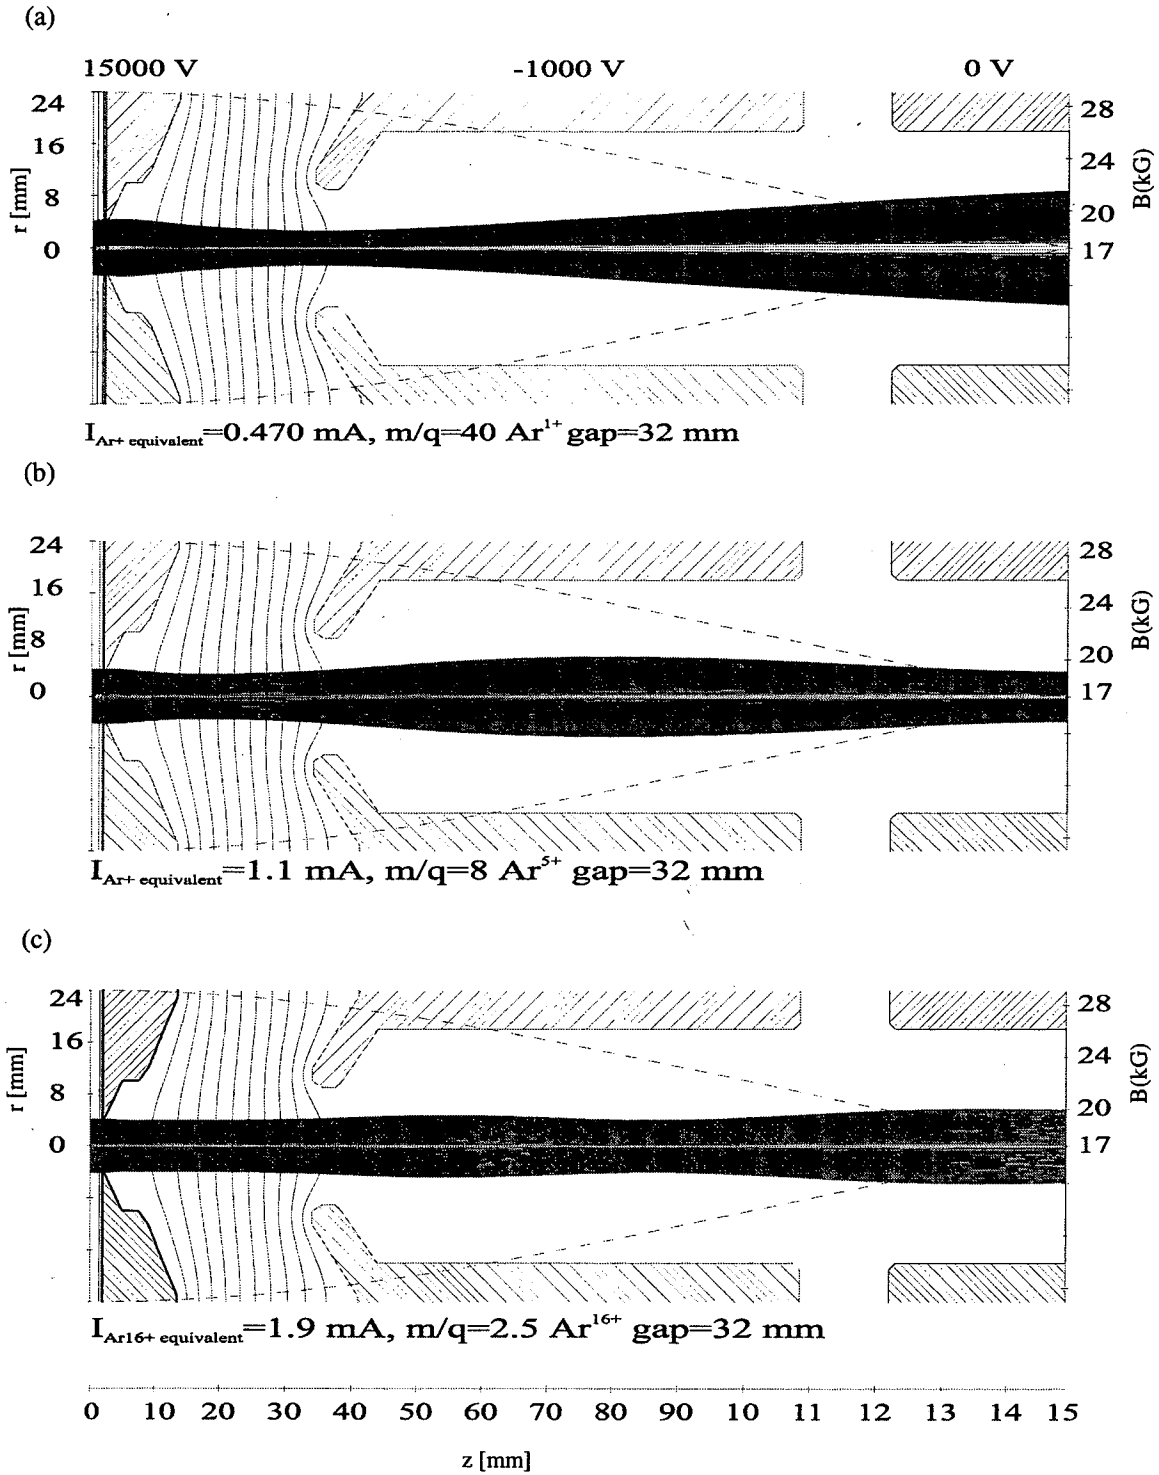 (a)
15000 V -1000 V 0 V
24 28
16 24
8 20
0 17
r [mm] B(kG)
I Ar+ equivalent=0.470 mA, m/q=40 Ar1+ gap=32 mm
(b)
24 28
16 24
8 20
0 17
r [mm] B(kG)
I Ar+ equivalent=1.1 mA, m/q=8 Ar5+ gap=32 mm
(c)
24 28
16 24
8 20
0 17
r [mm] B(kG)
I Ar16+ equivalent=1.9 mA, m/q=2.5 Ar16+ gap=32 mm
0 10 20 30 40 50 60 70 80 90 10 11 12 13 14 15
z [mm]